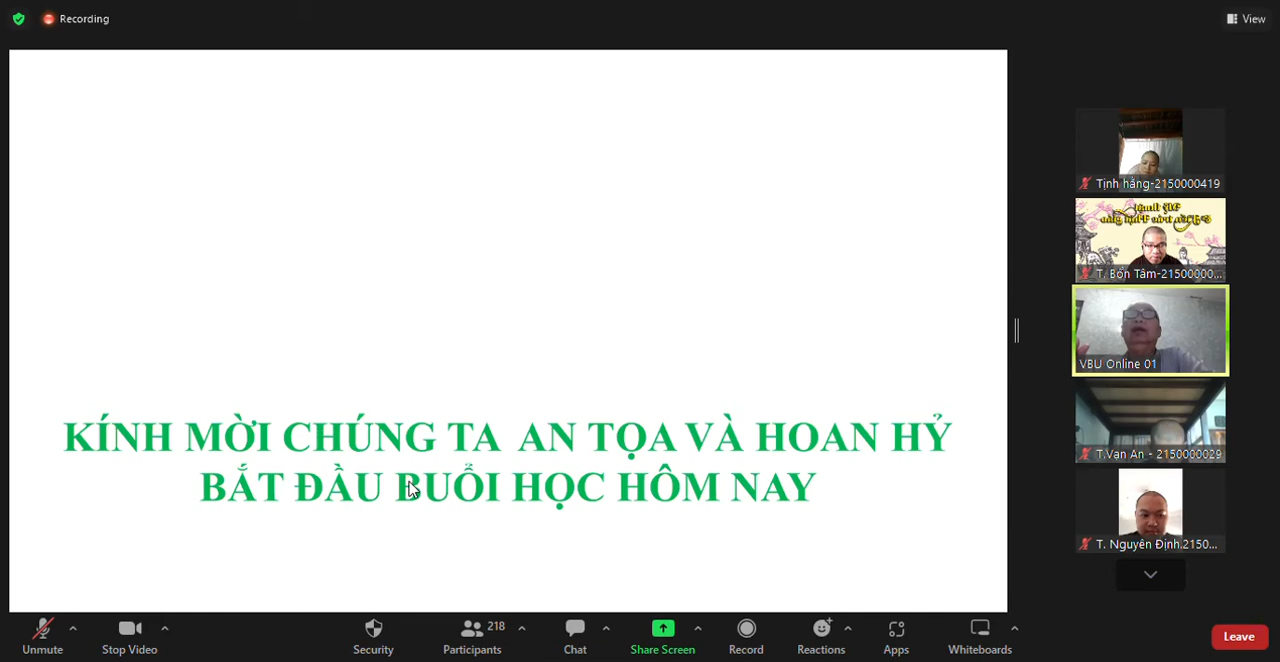 Recording
View
KÍNH MỜI CHÚNG TA AN TỌA VÀ HOAN HỶ
BẮT ĐẦU BUỔI HỌC HÔM NAY
Tịnh hằng-2150000419
T. Bổn Tâm-21500000...
VBU Online 01
T.Vạn An - 2150000029
T. Nguyên Định.2150...
Unmute
Stop Video
Security
218
Participants
Chat
Share Screen
Record
Reactions
Apps
Whiteboards
Leave